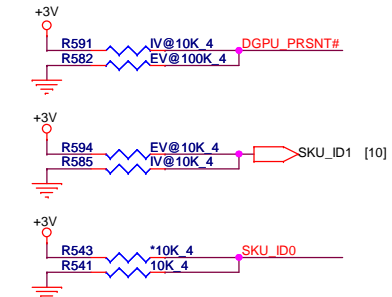 +3V
R591 IV@10K_4 DGPU_PRSNT#
R582 EV@100K_4
+3V
R594 EV@10K_4 SKU_ID1 [10]
R585 IV@10K_4
+3V
R543 *10K_4 SKU_ID0
R541 10K_4